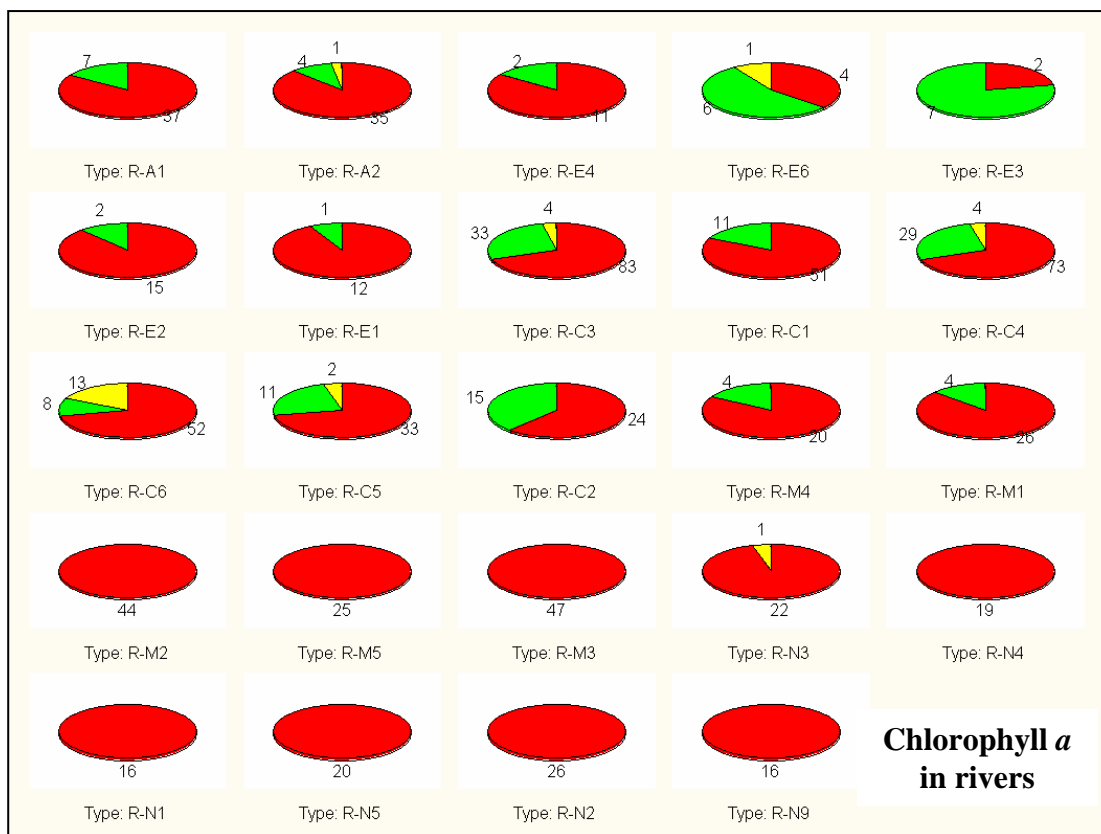 7
37
Type: R-A1
4
1
35
Type: R-A2
2
11
Type: R-E4
1
4
6
Type: R-E6
2
7
Type: R-E3
2
15
Type: R-E2
1
12
Type: R-E1
4
33
83
Type: R-C3
11
51
Type: R-C1
4
29
73
Type: R-C4
13
8
52
Type: R-C6
2
11
33
Type: R-C5
15
24
Type: R-C2
4
20
Type: R-M4
4
26
Type: R-M1
44
Type: R-M2
25
Type: R-M5
47
Type: R-M3
1
22
Type: R-N3
19
Type: R-N4
16
Type: R-N1
20
Type: R-N5
26
Type: R-N2
16
Type: R-N9
Chlorophyll a
in rivers